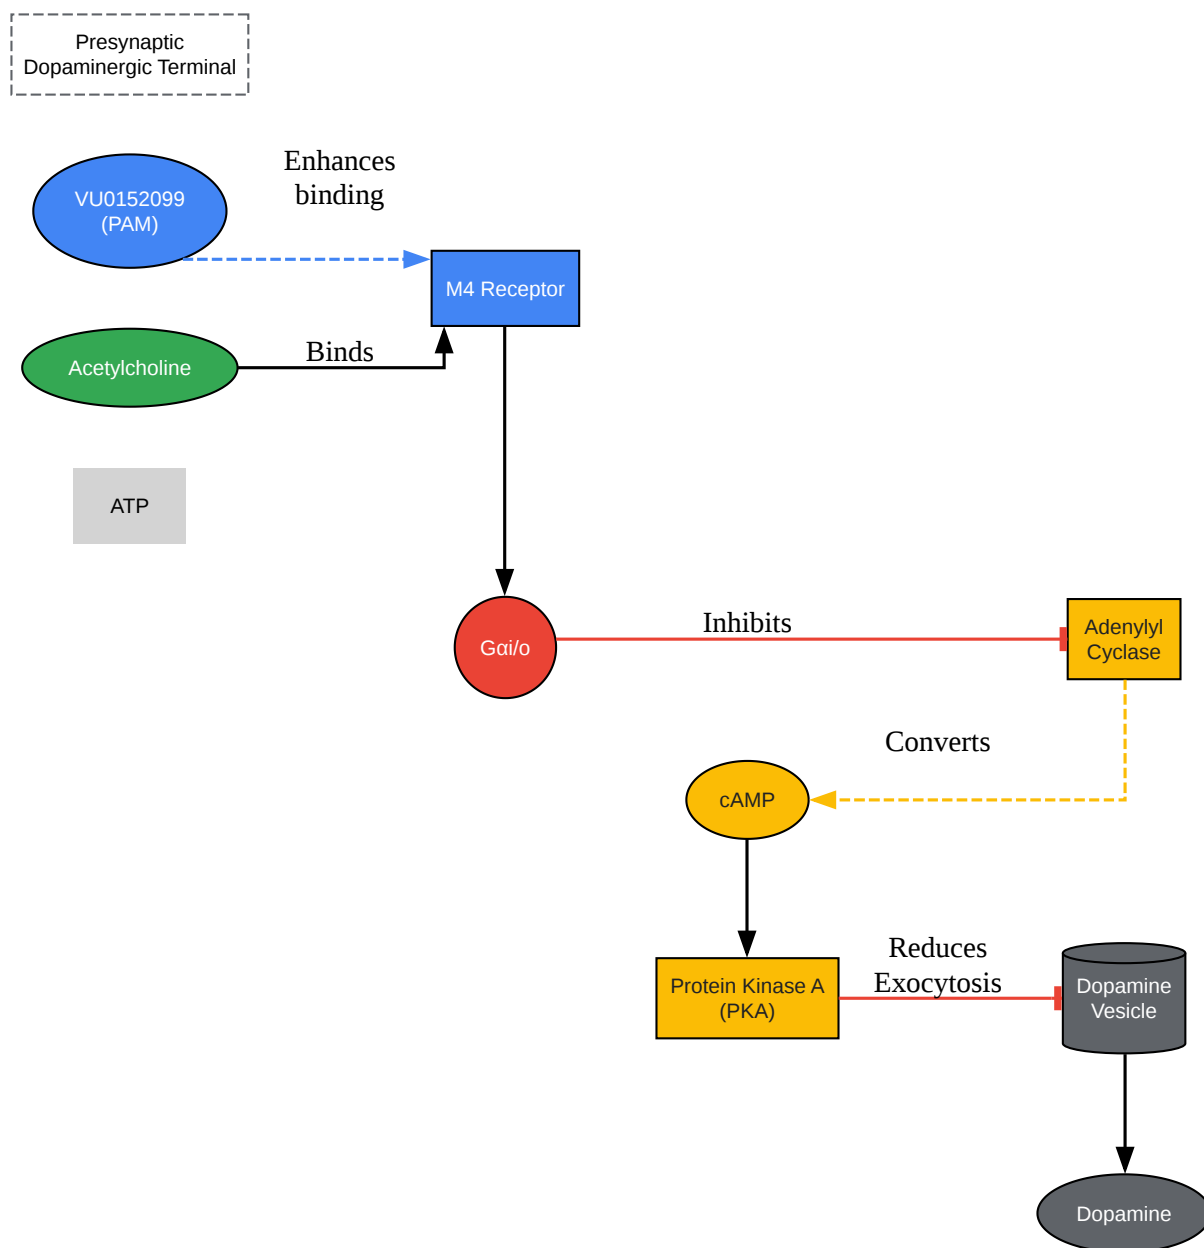 Presynaptic
Dopaminergic Terminal
VU0152099
(PAM)
Enhances
binding
M4 Receptor
Acetylcholine
Binds
ATP
Gαi/o
Inhibits
Adenylyl
Cyclase
Converts
cAMP
Protein Kinase A
(PKA)
Reduces
Exocytosis
Dopamine
Vesicle
Dopamine